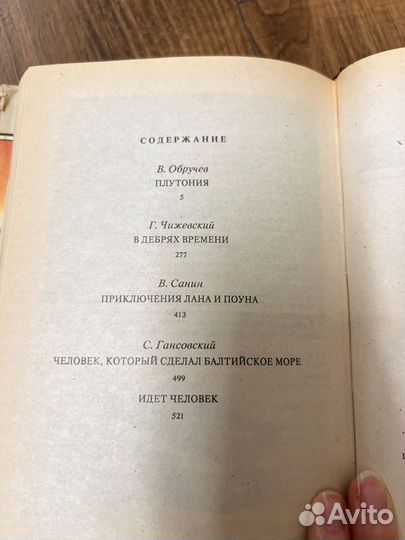 СОДЕРЖАНИЕ
В. Обручев
ПЛУТОНИЯ
5
Г. Чижевский
В ДЕБРЯХ ВРЕМЕНИ
277
В. Санин
ПРИКЛЮЧЕНИЯ ЛАНА И ПОУНА
413
С. Гансовский
ЧЕЛОВЕК, КОТОРЫЙ СДЕЛАЛ БАЛТИЙСКОЕ МОРЕ
499
ИДЕТ ЧЕЛОВЕК
521
Avito